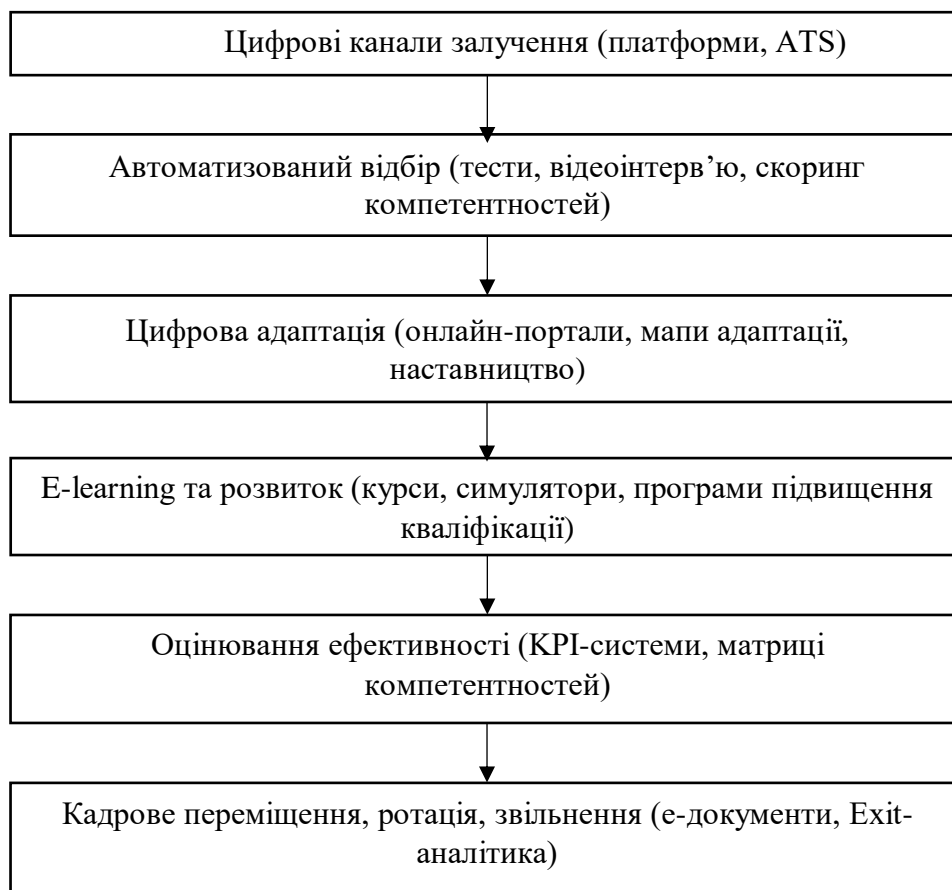 Цифрові канали залучення (платформи, ATS)
Автоматизований відбір (тести, відеоінтерв’ю, скоринг
компетентностей)
Цифрова адаптація (онлайн-портали, мапи адаптації,
наставництво)
E-learning та розвиток (курси, симулятори, програми підвищення
кваліфікації)
Оцінювання ефективності (KPI-системи, матриці
компетентностей)
Кадрове переміщення, ротація, звільнення (е-документи, Exit-
аналітика)